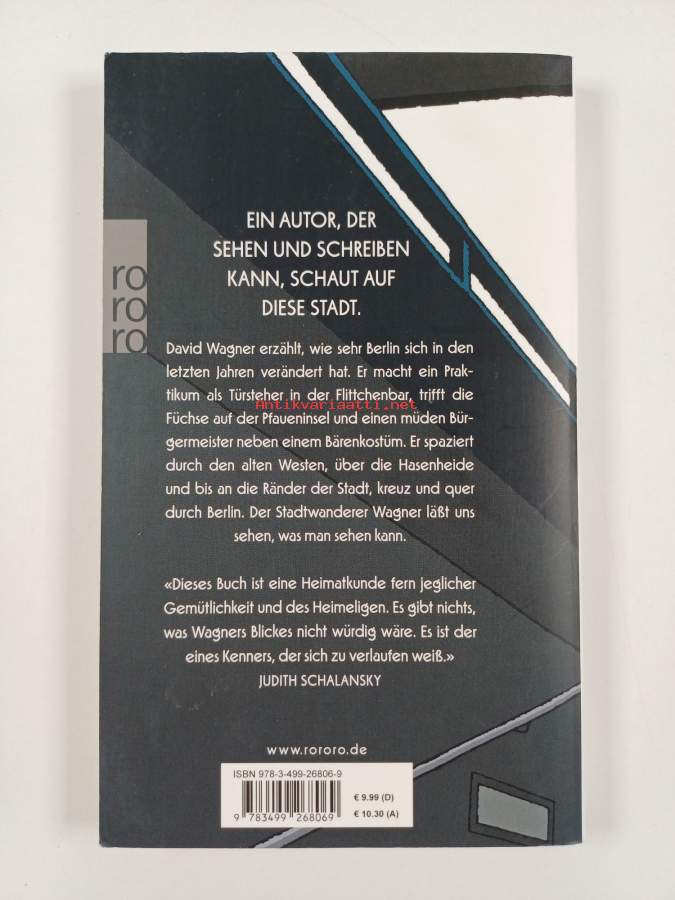 EIN AUTOR, DER
SEHEN UND SCHREIBEN
KANN, SCHAUT AUF
DIESE STADT.
ro
ro
ro
David Wagner erzählt, wie sehr Berlin sich in den
letzten Jahren verändert hat. Er macht ein Prak-
tikum als Türsteher in der Flittchenbar, trifft die
Antikvariaatti.net
Füchse auf der Pfaueninsel und einen müden Bür-
germeister neben einem Bärenkostüm. Er spaziert
durch den alten Westen, über die Hasenheide
und bis an die Ränder der Stadt, kreuz und quer
durch Berlin. Der Stadtwanderer Wagner läßt uns
sehen, was man sehen kann.
«Dieses Buch ist eine Heimatkunde fern jeglicher
Gemütlichkeit und des Heimeligen. Es gibt nichts,
was Wagners Blickes nicht würdig wäre. Es ist der
eines Kenners, der sich zu verlaufen weiß.»
JUDITH SCHALANSKY
www.rororo.de
ISBN 978-3-499-26806-9
€ 9.99 (D)
€ 10.30 (A)
9 783499 268069